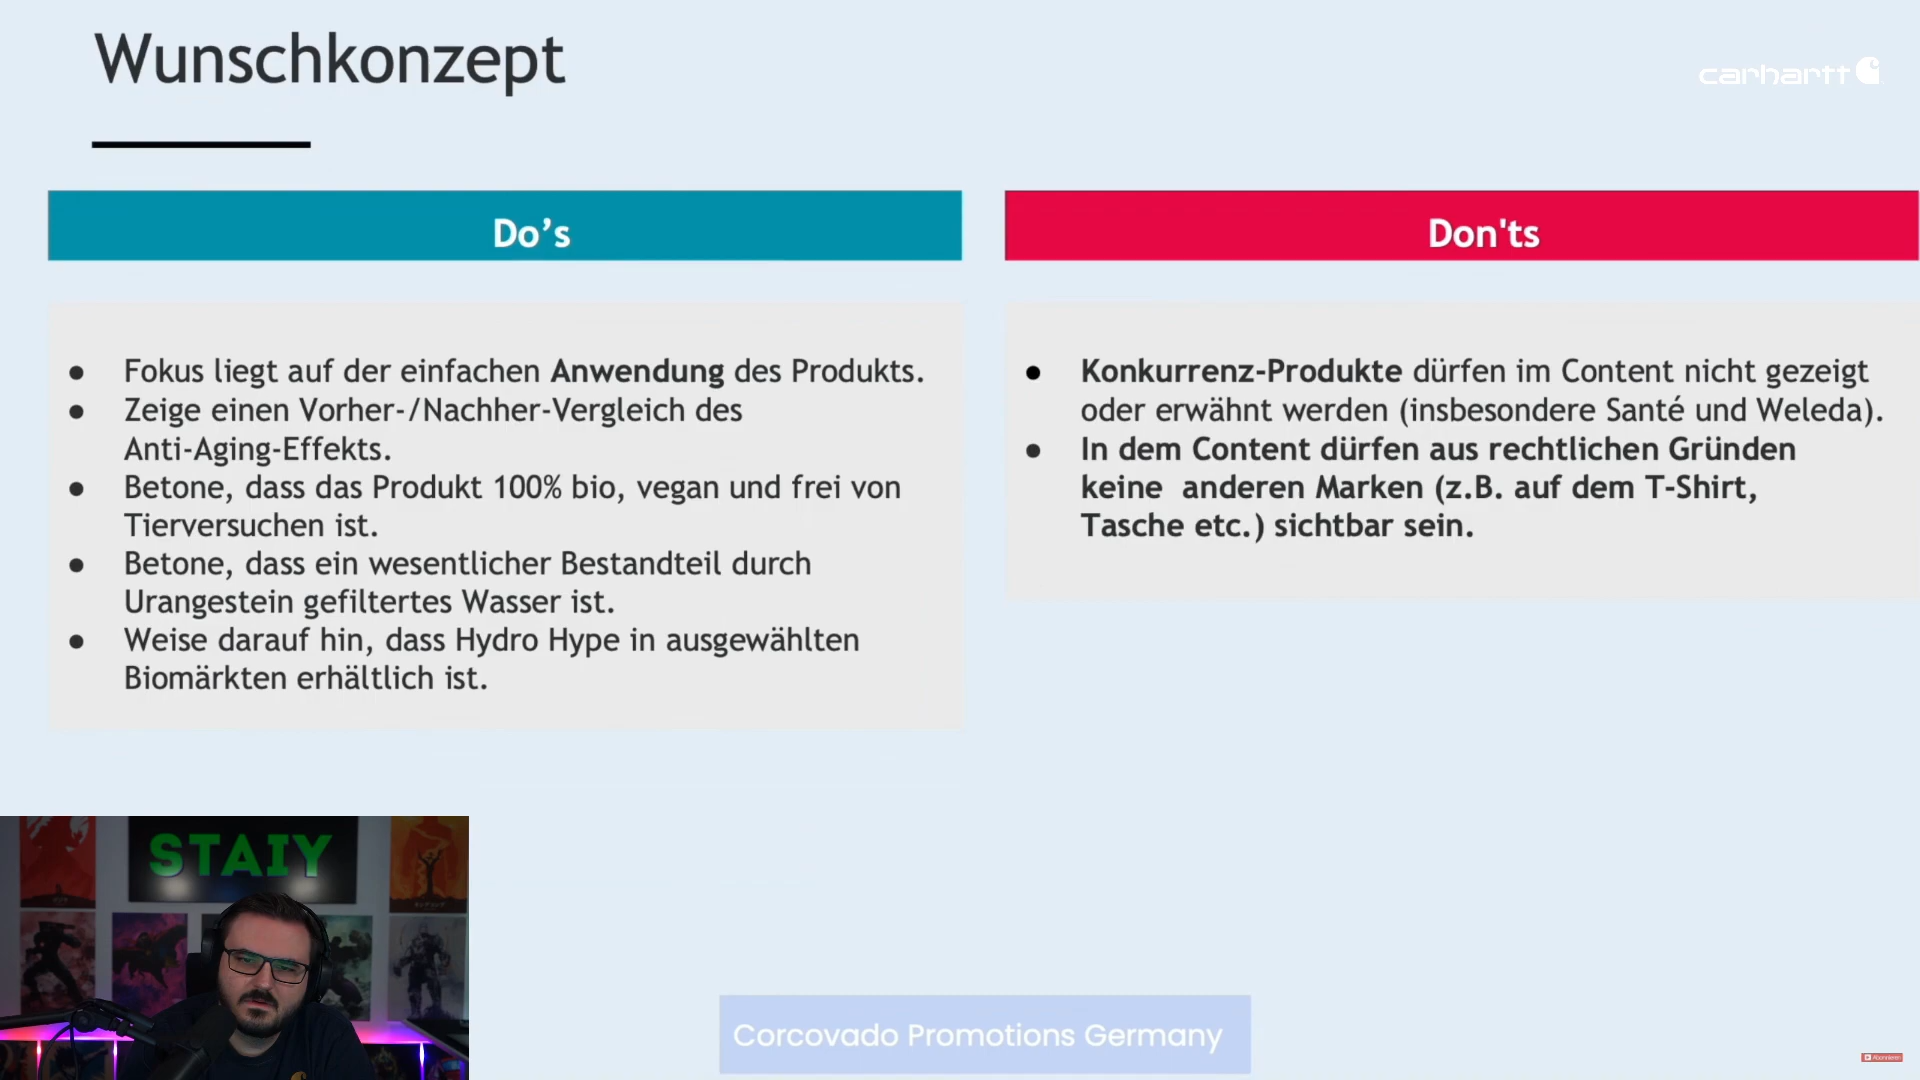 Wunschkonzept
carhartt
Do’s
Don'ts
● Fokus liegt auf der einfachen Anwendung des Produkts.
● Zeige einen Vorher-/Nachher-Vergleich des
Anti-Aging-Effekts.
● Betone, dass das Produkt 100% bio, vegan und frei von
Tierversuchen ist.
● Betone, dass ein wesentlicher Bestandteil durch
Urangestein gefiltertes Wasser ist.
● Weise darauf hin, dass Hydro Hype in ausgewählten
Biomärkten erhältlich ist.
● Konkurrenz-Produkte dürfen im Content nicht gezeigt
oder erwähnt werden (insbesondere Santé und Weleda).
● In dem Content dürfen aus rechtlichen Gründen
keine anderen Marken (z.B. auf dem T-Shirt,
Tasche etc.) sichtbar sein.
STAIY
Corcovado Promotions Germany
Abonnieren